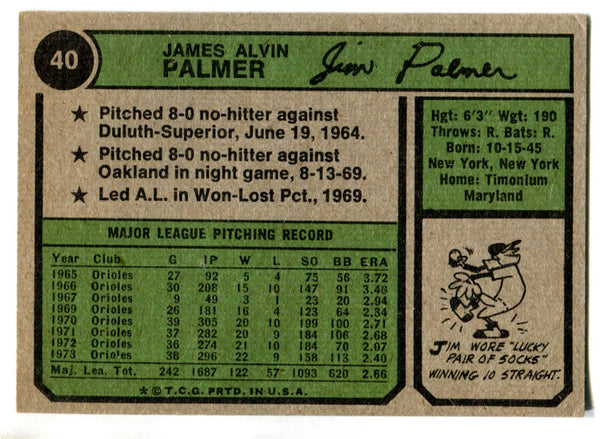 40
JAMES ALVIN
PALMER
Jim Palmer
★ Pitched 8-0 no-hitter against
Duluth-Superior, June 19, 1964.
★ Pitched 8-0 no-hitter against
Oakland in night game, 8-13-69.
★ Led A.L. in Won-Lost Pct., 1969.
Hgt: 6'3" Wgt: 190
Throws: R. Bats: R.
Born: 10-15-45
New York, New York
Home: Timonium
Maryland
MAJOR LEAGUE PITCHING RECORD
Year Club G IP W L SO BB ERA
1965 Orioles 27 92 5 4 75 56 3.72
1966 Orioles 30 208 15 10 147 91 3.46
1967 Orioles 9 49 3 1 23 20 2.94
1969 Orioles 26 181 16 4 123 64 2.34
1970 Orioles 39 305 20 10 199 100 2.71
1971 Orioles 37 282 20 9 184 106 2.68
1972 Orioles 36 274 21 10 184 70 2.07
1973 Orioles 38 296 22 9 158 113 2.40
Maj. Lea. Tot. 242 1687 122 57 1093 620 2.66
* © T.C.G. PRTD. IN U.S.A.
JIM WORE "LUCKY
PAIR OF SOCKS"
WINNING 10 STRAIGHT.